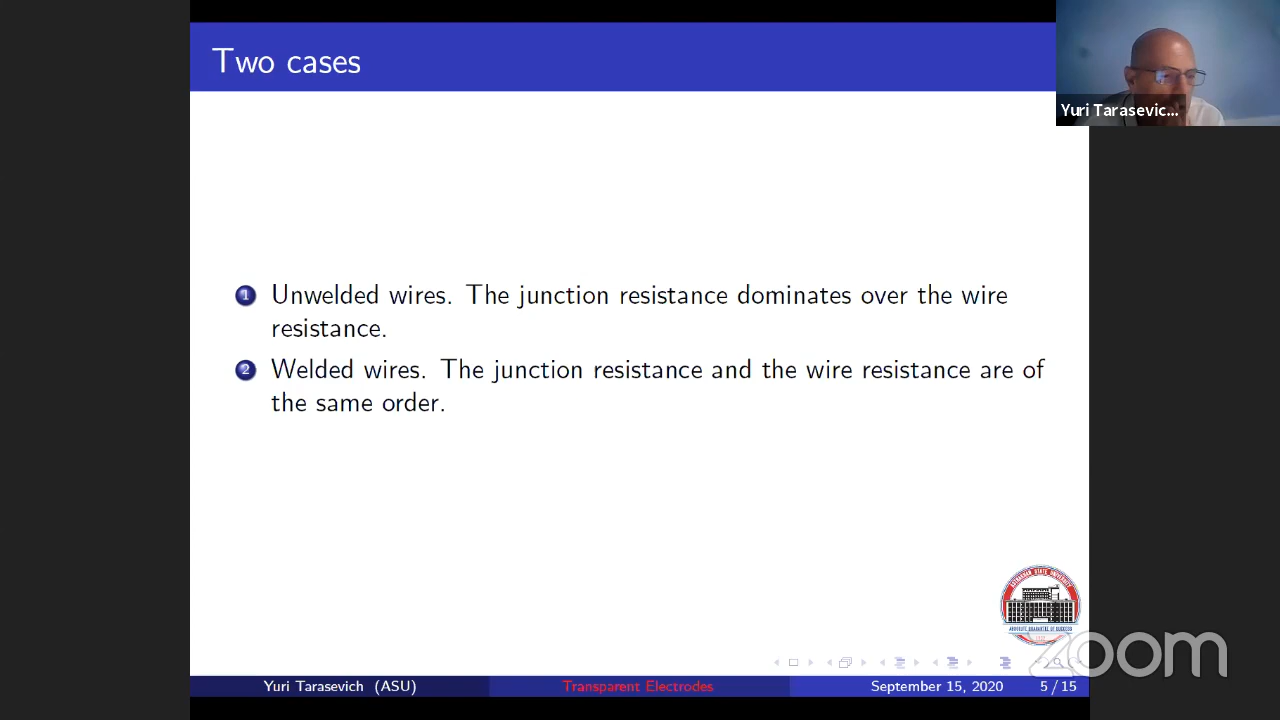 Two cases
Yuri Tarasevic...
1 Unwelded wires. The junction resistance dominates over the wire
resistance.
2 Welded wires. The junction resistance and the wire resistance are of
the same order.
zoom
Yuri Tarasevich (ASU)
Transparent Electrodes
September 15, 2020
5 / 15